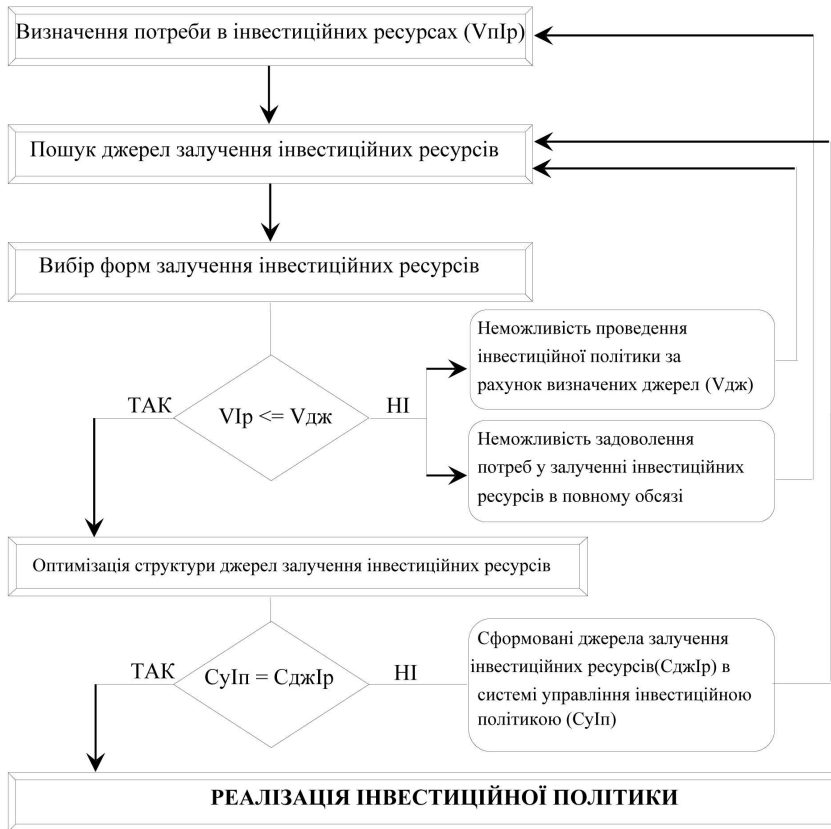 Визначення потреби в інвестиційних ресурсах (VпІр)
Пошук джерел залучення інвестиційних ресурсів
Вибір форм залучення інвестиційних ресурсів
Неможливість проведення
інвестиційної політики за
рахунок визначених джерел (Vдж)
ТАК
VІр <= Vдж
НІ
Неможливість задоволення
потреб у залученні інвестиційних
ресурсів в повному обсязі
Оптимізація структури джерел залучення інвестиційних ресурсів
ТАК
СуІп = СджІр
НІ
Сформовані джерела залучення
інвестиційних ресурсів(СджІр) в
системі управління інвестиційною
політикою (СуІп)
РЕАЛІЗАЦІЯ ІНВЕСТИЦІЙНОЇ ПОЛІТИКИ